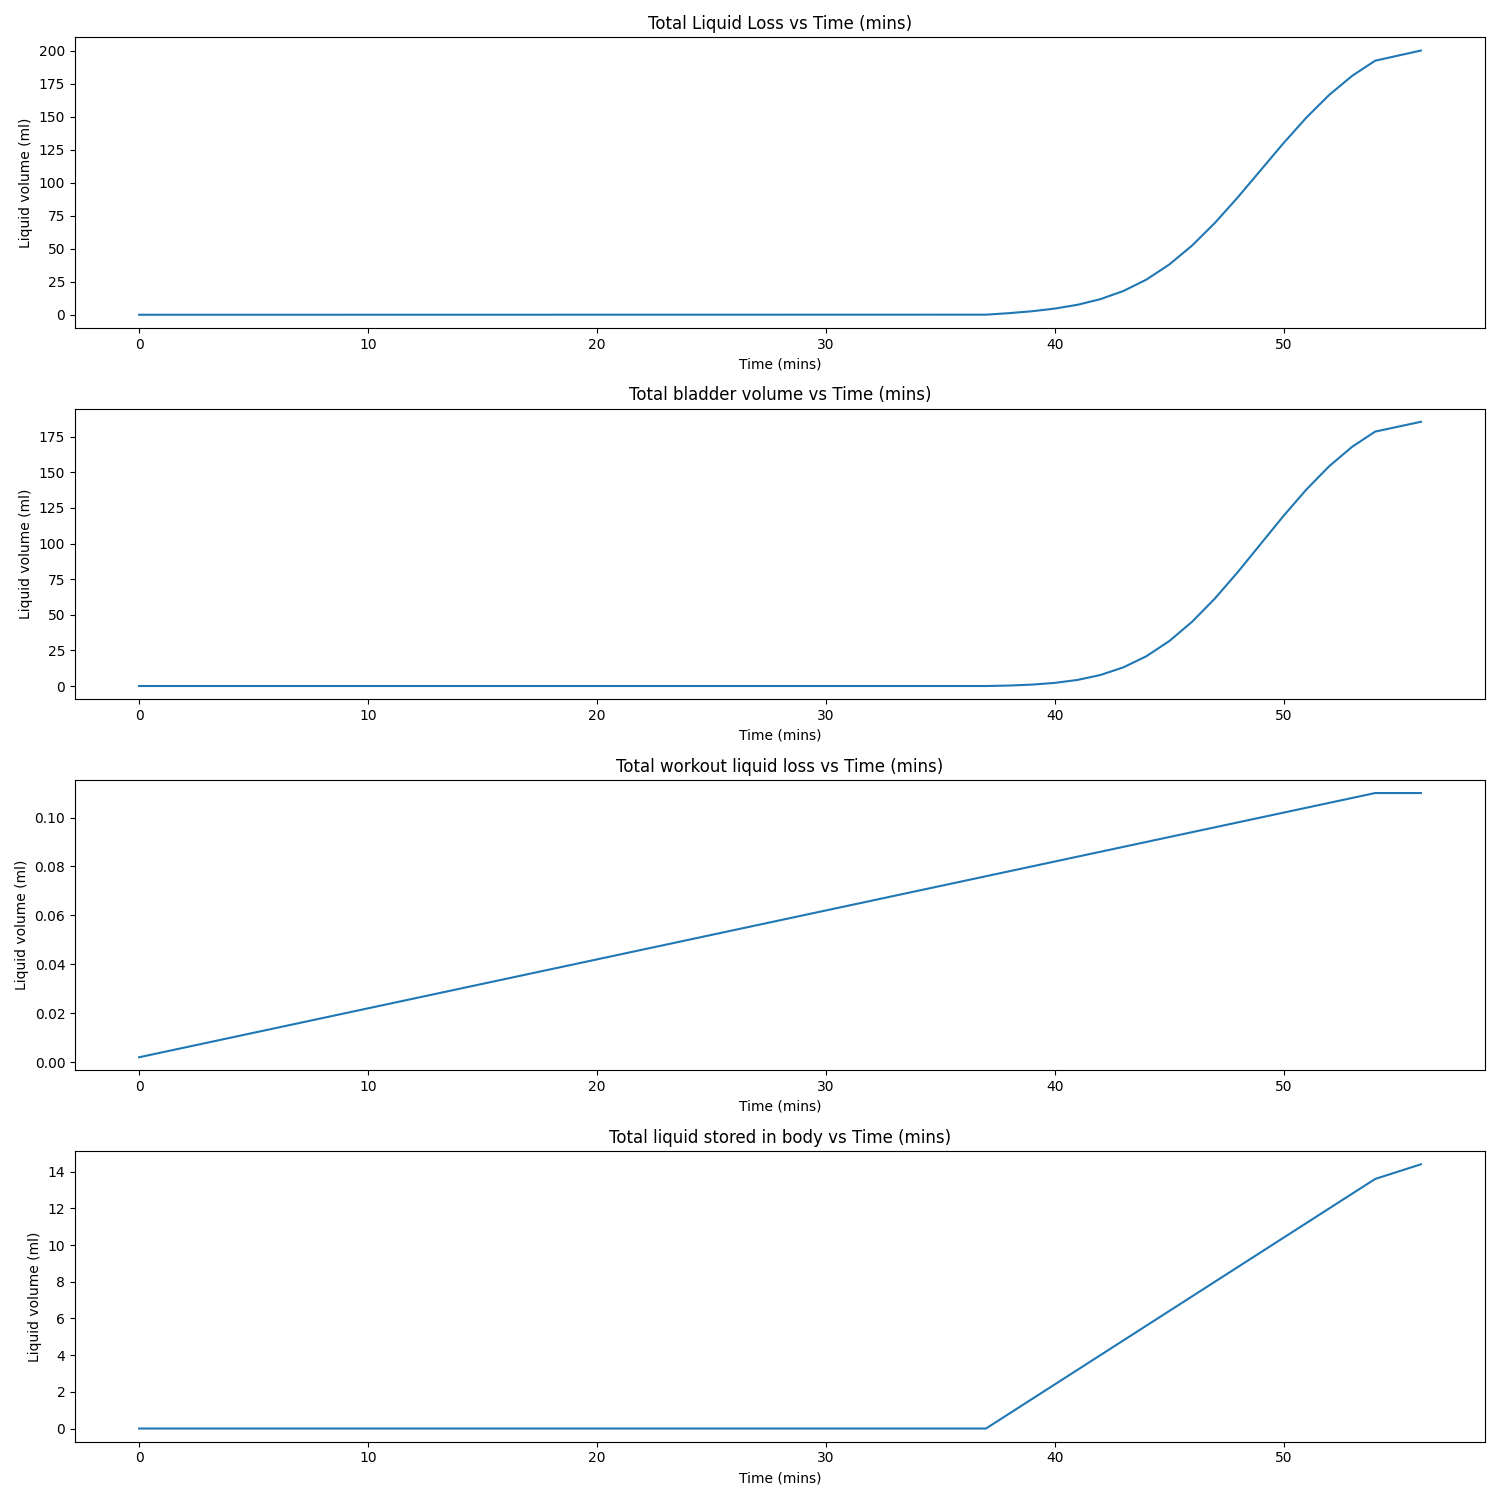 Total Liquid Loss vs Time (mins)
200
175
150
125
100
75
50
25
0
Liquid volume (ml)
0 10 20 30 40 50
Time (mins)
Total bladder volume vs Time (mins)
175
150
125
100
75
50
25
0
Liquid volume (ml)
0 10 20 30 40 50
Time (mins)
Total workout liquid loss vs Time (mins)
0.10
0.08
0.06
0.04
0.02
0.00
Liquid volume (ml)
0 10 20 30 40 50
Time (mins)
Total liquid stored in body vs Time (mins)
14
12
10
8
6
4
2
0
Liquid volume (ml)
0 10 20 30 40 50
Time (mins)